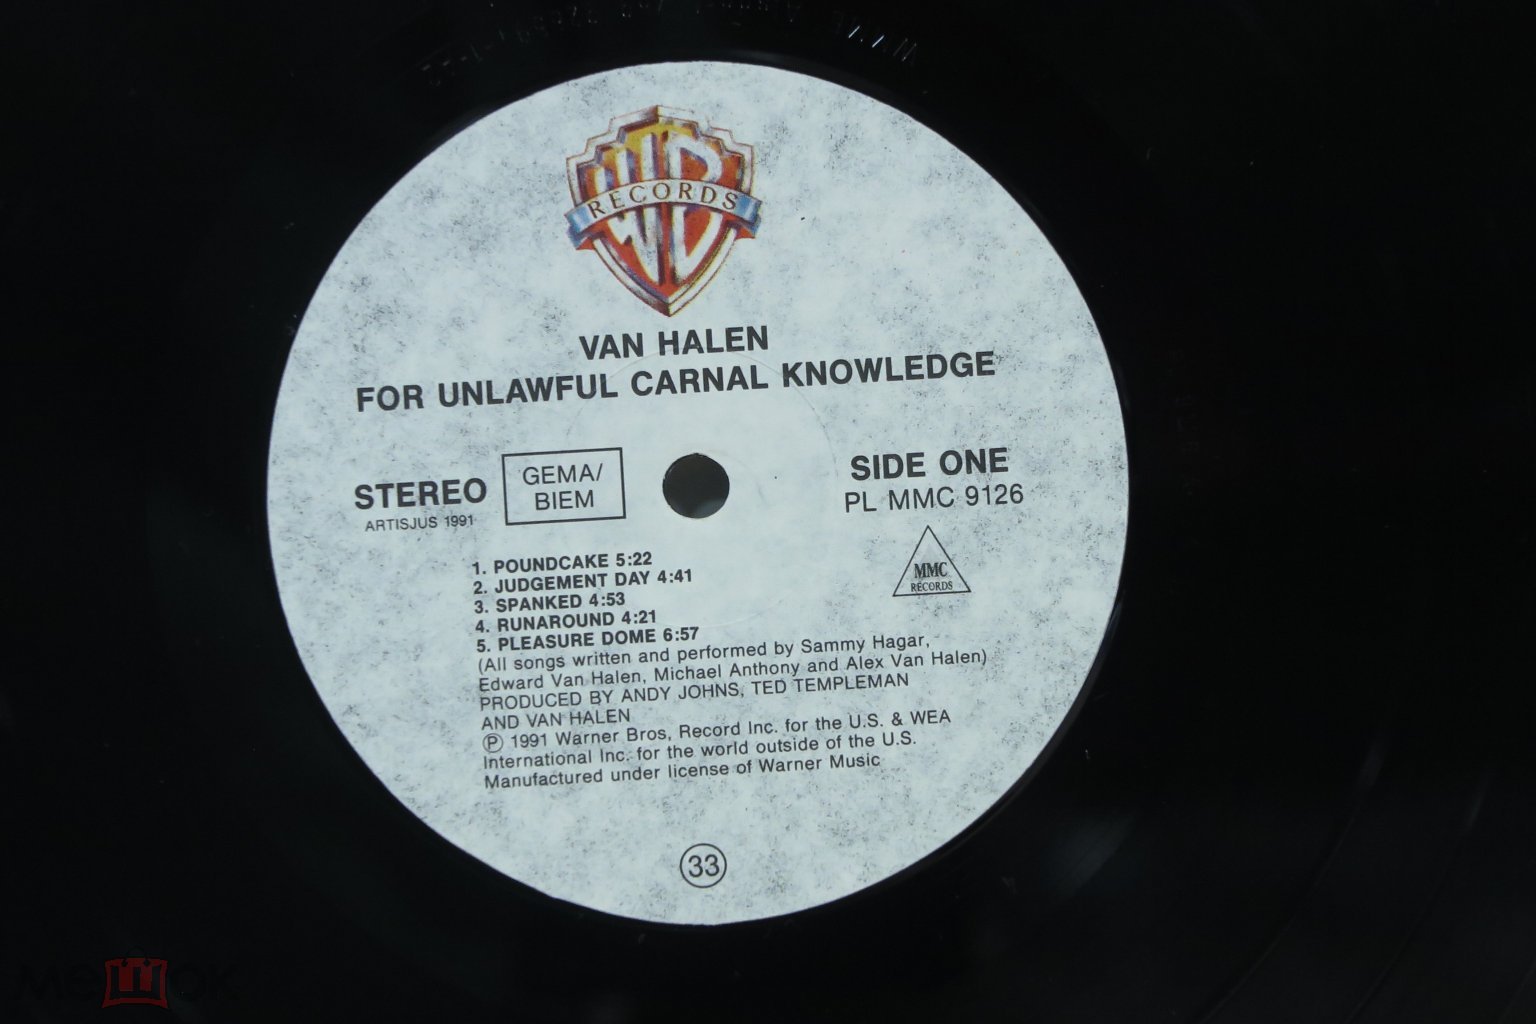 WB
RECORDS
VAN HALEN
FOR UNLAWFUL CARNAL KNOWLEDGE
STEREO
ARTISJUS 1991
GEMA/
BIEM
SIDE ONE
PL MMC 9126
MMC
RECORDS
1. POUNDCAKE 5:22
2. JUDGEMENT DAY 4:41
3. SPANKED 4:53
4. RUNAROUND 4:21
5. PLEASURE DOME 6:57
(All songs written and performed by Sammy Hagar,
Edward Van Halen, Michael Anthony and Alex Van Halen)
PRODUCED BY ANDY JOHNS, TED TEMPLEMAN
AND VAN HALEN
Ⓟ 1991 Warner Bros, Record Inc. for the U.S. & WEA
International Inc. for the world outside of the U.S.
Manufactured under license of Warner Music
33
мешок